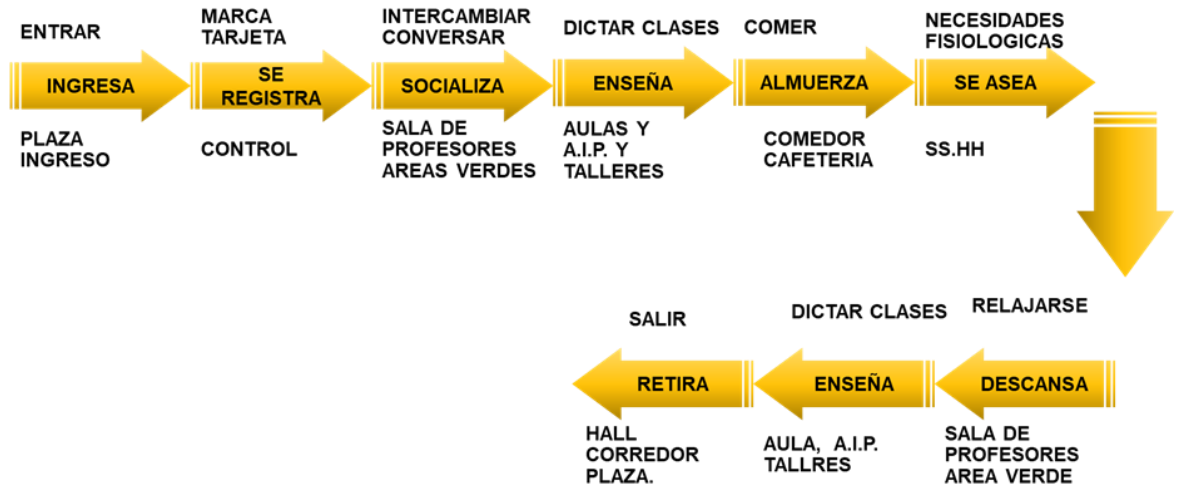 ENTRAR
INGRESA
PLAZA
INGRESO
MARCA
TARJETA
SE
REGISTRA
CONTROL
INTERCAMBIAR
CONVERSAR
SOCIALIZA
SALA DE
PROFESORES
AREAS VERDES
DICTAR CLASES
ENSEÑA
AULAS Y
A.I.P. Y
TALLERES
COMER
ALMUERZA
COMEDOR
CAFETERIA
NECESIDADES
FISIOLOGICAS
SE ASEA
SS.HH
RELAJARSE
DESCANSA
SALA DE
PROFESORES
AREA VERDE
DICTAR CLASES
ENSEÑA
AULA, A.I.P.
TALLRES
SALIR
RETIRA
HALL
CORREDOR
PLAZA.